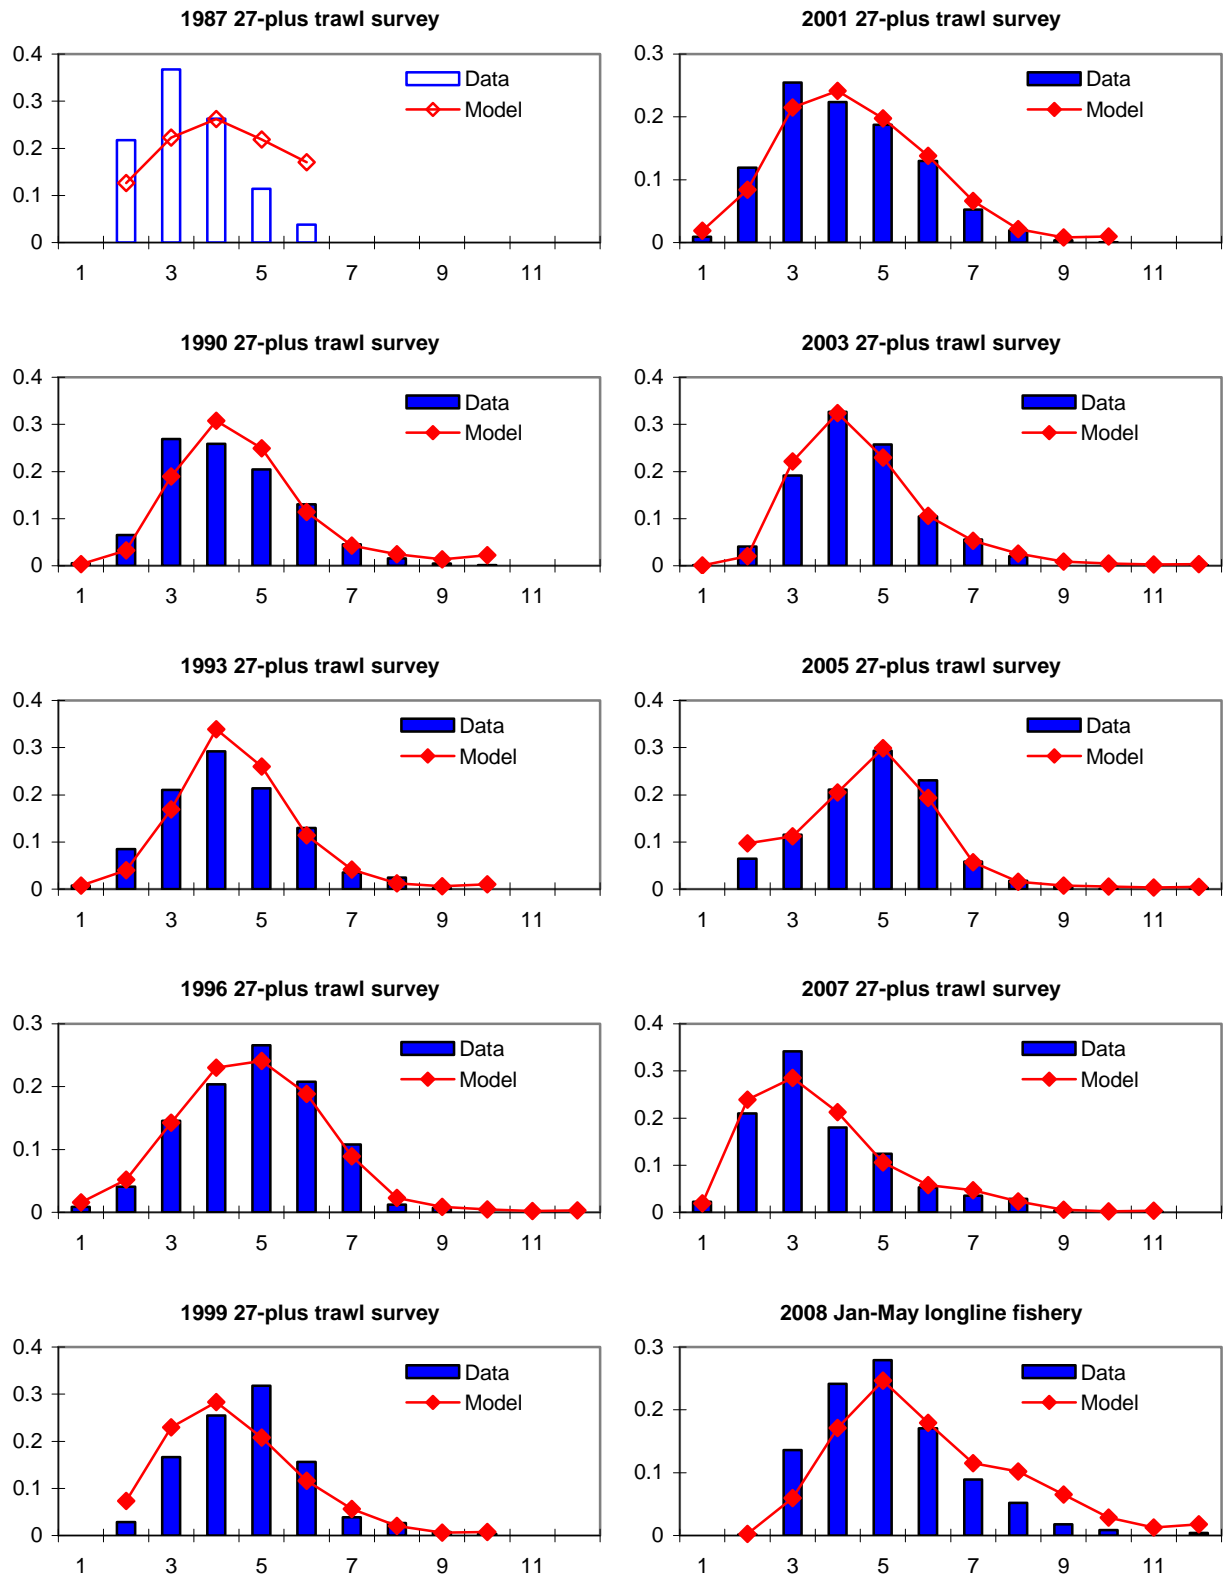 1987 27-plus trawl survey
0.4
0.3
0.2
0.1
0
Data
Model
1 3 5 7 9 11
2001 27-plus trawl survey
0.3
0.2
0.1
0
Data
Model
1 3 5 7 9 11
1990 27-plus trawl survey
0.4
0.3
0.2
0.1
0
Data
Model
1 3 5 7 9 11
2003 27-plus trawl survey
0.4
0.3
0.2
0.1
0
Data
Model
1 3 5 7 9 11
1993 27-plus trawl survey
0.4
0.3
0.2
0.1
0
Data
Model
1 3 5 7 9 11
2005 27-plus trawl survey
0.4
0.3
0.2
0.1
0
Data
Model
1 3 5 7 9 11
1996 27-plus trawl survey
0.3
0.2
0.1
0
Data
Model
1 3 5 7 9 11
2007 27-plus trawl survey
0.4
0.3
0.2
0.1
0
Data
Model
1 3 5 7 9 11
1999 27-plus trawl survey
0.4
0.3
0.2
0.1
0
Data
Model
1 3 5 7 9 11
2008 Jan-May longline fishery
0.3
0.2
0.1
0
Data
Model
1 3 5 7 9 11